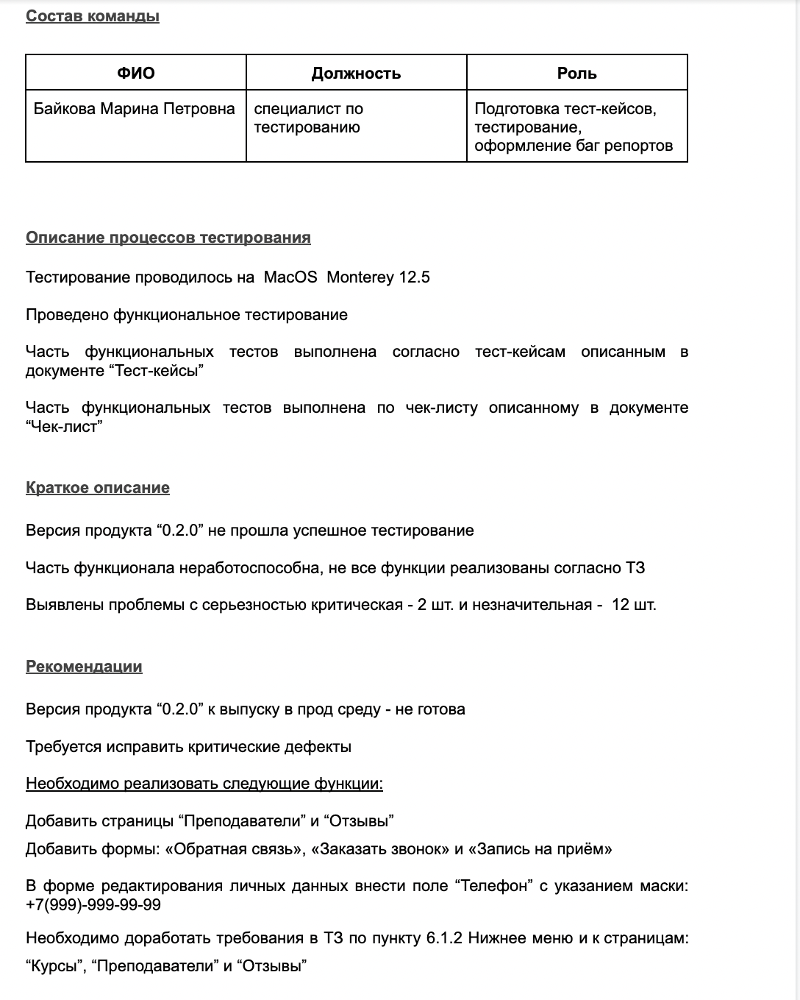 Состав команды
ФИО Должность Роль
Байкова Марина Петровна специалист по тестированию Подготовка тест-кейсов, тестирование, оформление баг репортов
Описание процессов тестирования
Тестирование проводилось на MacOS Monterey 12.5
Проведено функциональное тестирование
Часть функциональных тестов выполнена согласно тест-кейсам описанным в
документе “Тест-кейсы”
Часть функциональных тестов выполнена по чек-листу описанному в документе
“Чек-лист”
Краткое описание
Версия продукта “0.2.0” не прошла успешное тестирование
Часть функционала неработоспособна, не все функции реализованы согласно ТЗ
Выявлены проблемы с серьезностью критическая - 2 шт. и незначительная - 12 шт.
Рекомендации
Версия продукта “0.2.0” к выпуску в прод среду - не готова
Требуется исправить критические дефекты
Необходимо реализовать следующие функции:
Добавить страницы “Преподаватели” и “Отзывы”
Добавить формы: «Обратная связь», «Заказать звонок» и «Запись на приём»
В форме редактирования личных данных внести поле “Телефон” с указанием маски:
+7(999)-999-99-99
Необходимо доработать требования в ТЗ по пункту 6.1.2 Нижнее меню и к страницам:
“Курсы”, “Преподаватели” и “Отзывы”